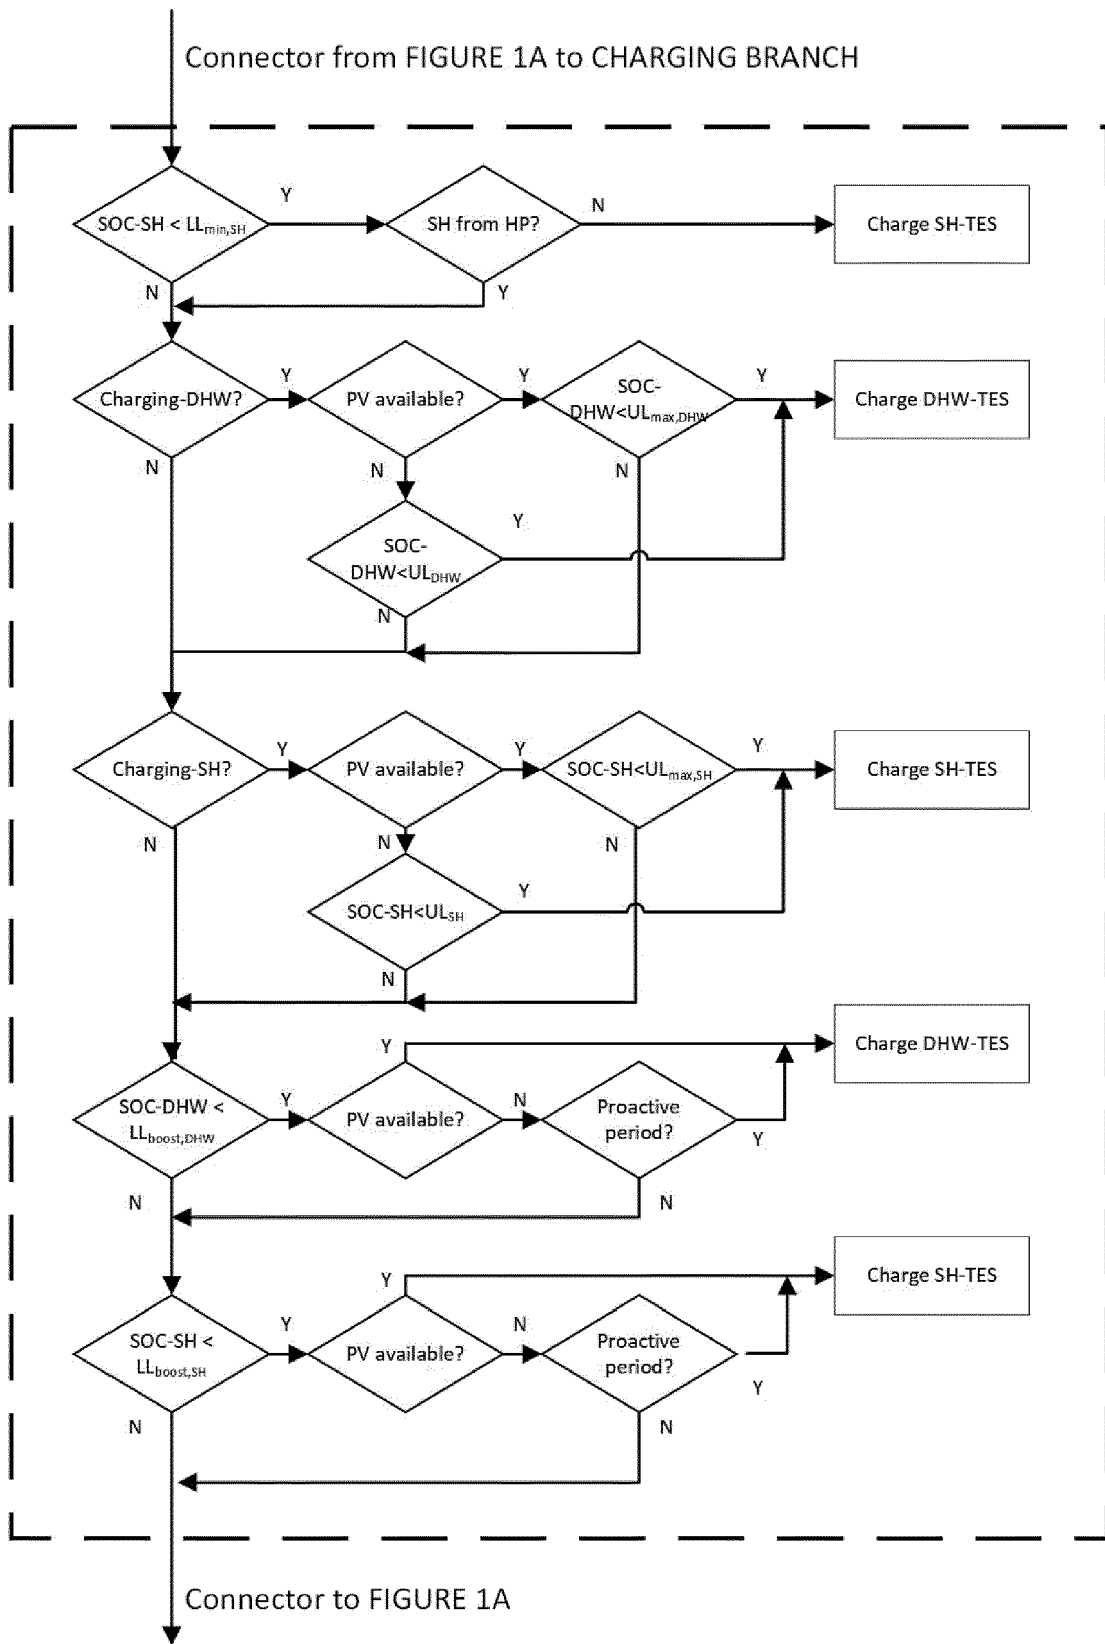 Connector from FIGURE 1A to CHARGING BRANCH
SOC-SH < LLmin,SH
Y
SH from HP?
N
Charge SH-TES
N
Y
Charging-DHW?
Y
PV available?
Y
SOC-
DHW<ULmax,DHW
Y
Charge DHW-TES
N
N
N
SOC-
DHW<ULDHW
Y
N
Charging-SH?
Y
PV available?
Y
SOC-SH<ULmax,SH
Y
Charge SH-TES
N
N
N
SOC-SH<ULSH
Y
N
Y
Charge DHW-TES
SOC-DHW <
LLboost,DHW
Y
PV available?
N
Proactive
period?
Y
N
N
Y
Charge SH-TES
SOC-SH <
LLboost,SH
Y
PV available?
N
Proactive
period?
Y
N
N
Connector to FIGURE 1A